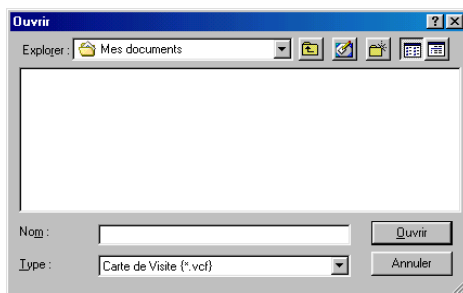 Ouvrir
Explorer : Mes documents
Nom :
Ouvrir
Type : Carte de Visite {*.vcf}
Annuler